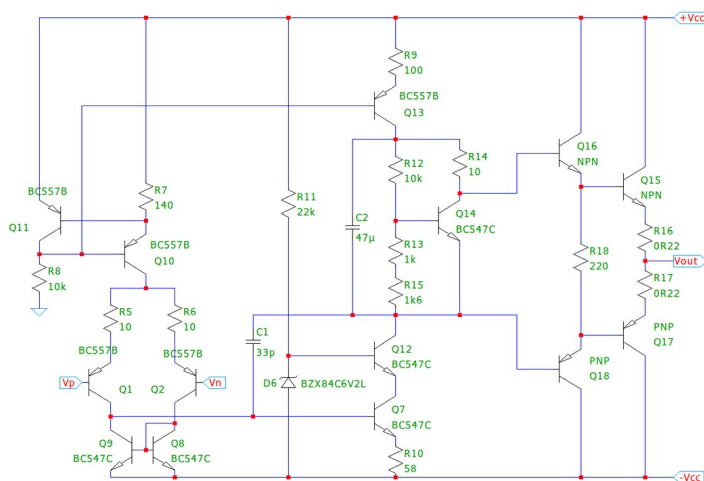 +Vcc
R9
100
BC557B
Q13
Q16
NPN
R12
10k
R14
10
Q15
NPN
BC557B
R7
140
R11
22k
Q11
BC557B
Q10
C2
47µ
Q14
BC547C
R16
0R22
R13
1k
R18
220
Vout
R8
10k
R17
0R22
R15
1k6
R5
10
R6
10
C1
33p
BC557B
BC557B
Q12
BC547C
PNP
Q17
PNP
Q18
Vp
Q1
Q2
Vn
D6
BZX84C6V2L
Q7
BC547C
Q9
BC547C
Q8
BC547C
R10
58
-Vcc